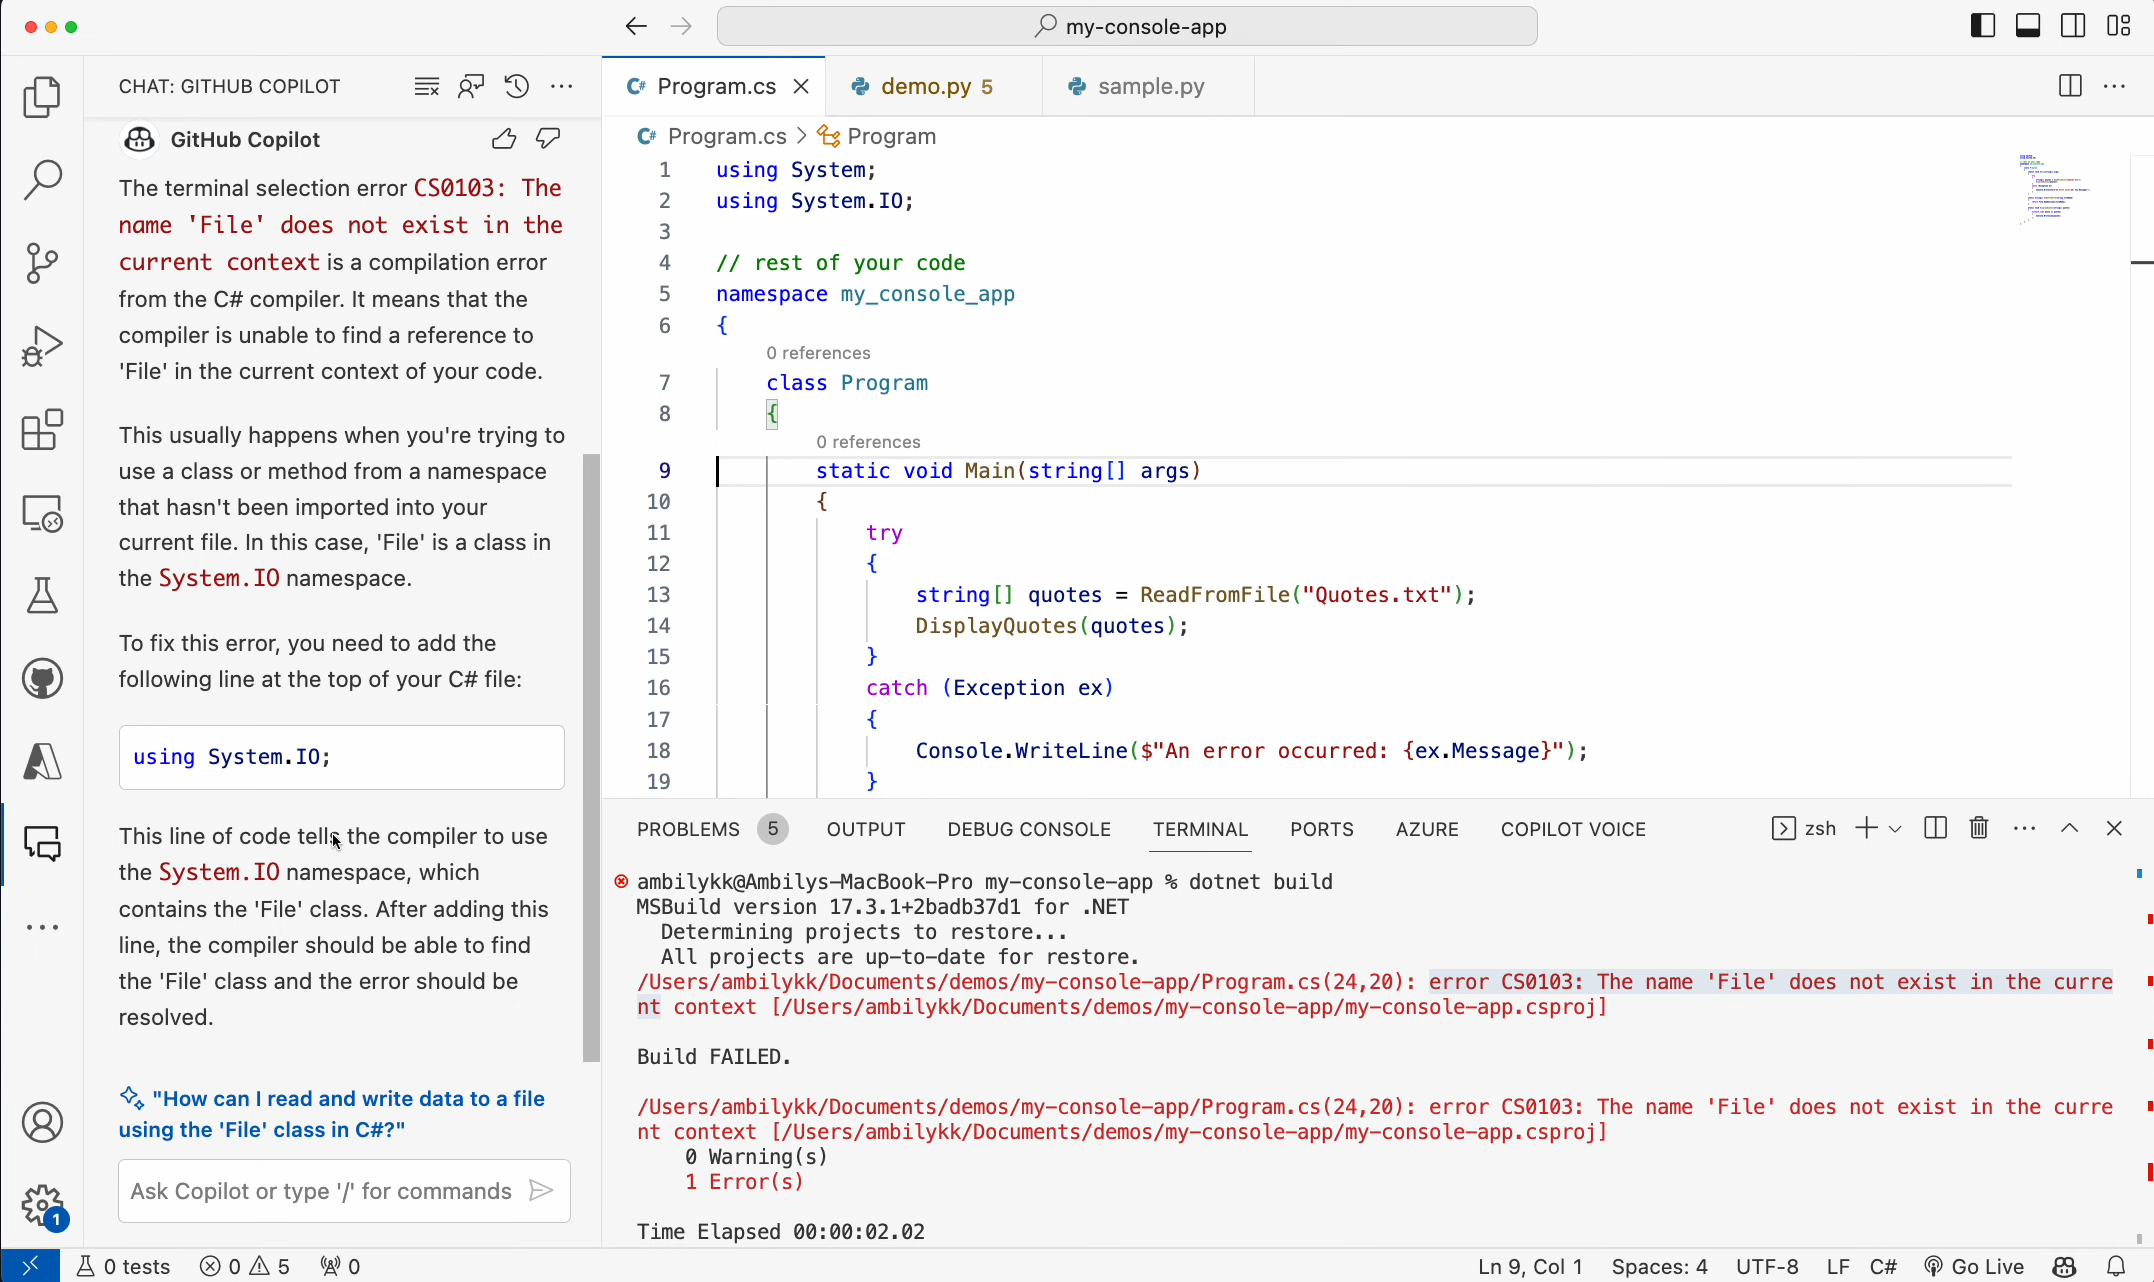 my-console-app
CHAT: GITHUB COPILOT
GitHub Copilot
The terminal selection error CS0103: The
name 'File' does not exist in the
current context is a compilation error
from the C# compiler. It means that the
compiler is unable to find a reference to
'File' in the current context of your code.
This usually happens when you're trying to
use a class or method from a namespace
that hasn't been imported into your
current file. In this case, 'File' is a class in
the System.IO namespace.
To fix this error, you need to add the
following line at the top of your C# file:
using System.IO;
This line of code tells the compiler to use
the System.IO namespace, which
contains the 'File' class. After adding this
line, the compiler should be able to find
the 'File' class and the error should be
resolved.
"How can I read and write data to a file
using the 'File' class in C#?"
Ask Copilot or type '/' for commands
1
C# Program.cs
demo.py 5
sample.py
C# Program.cs > Program
1 using System;
2 using System.IO;
3
4 // rest of your code
5 namespace my_console_app
6 {
0 references
7 class Program
8 {
0 references
9 static void Main(string[] args)
10 {
11 try
12 {
13 string[] quotes = ReadFromFile("Quotes.txt");
14 DisplayQuotes(quotes);
15 }
16 catch (Exception ex)
17 {
18 Console.WriteLine($"An error occurred: {ex.Message}");
19 }
PROBLEMS 5 OUTPUT DEBUG CONSOLE TERMINAL PORTS AZURE COPILOT VOICE zsh
ambilykk@Ambilys-MacBook-Pro my-console-app % dotnet build
MSBuild version 17.3.1+2badb37d1 for .NET
Determining projects to restore...
All projects are up-to-date for restore.
/Users/ambilykk/Documents/demos/my-console-app/Program.cs(24,20): error CS0103: The name 'File' does not exist in the curre
nt context [/Users/ambilykk/Documents/demos/my-console-app/my-console-app.csproj]
Build FAILED.
/Users/ambilykk/Documents/demos/my-console-app/Program.cs(24,20): error CS0103: The name 'File' does not exist in the curre
nt context [/Users/ambilykk/Documents/demos/my-console-app/my-console-app.csproj]
0 Warning(s)
1 Error(s)
Time Elapsed 00:00:02.02
0 tests 0 5 0 Ln 9, Col 1 Spaces: 4 UTF-8 LF C# Go Live